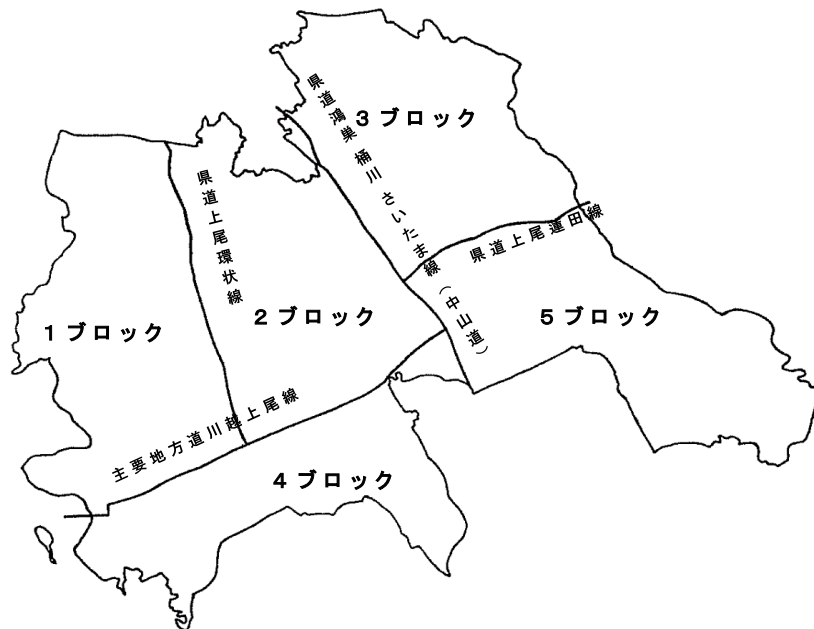 3 ブロック
県道鴻巣桶川さいたま線(中山道)
県道上尾環状線
県道上尾蓮田線
1 ブロック
2 ブロック
5 ブロック
主要地方道川越上尾線
4 ブロック